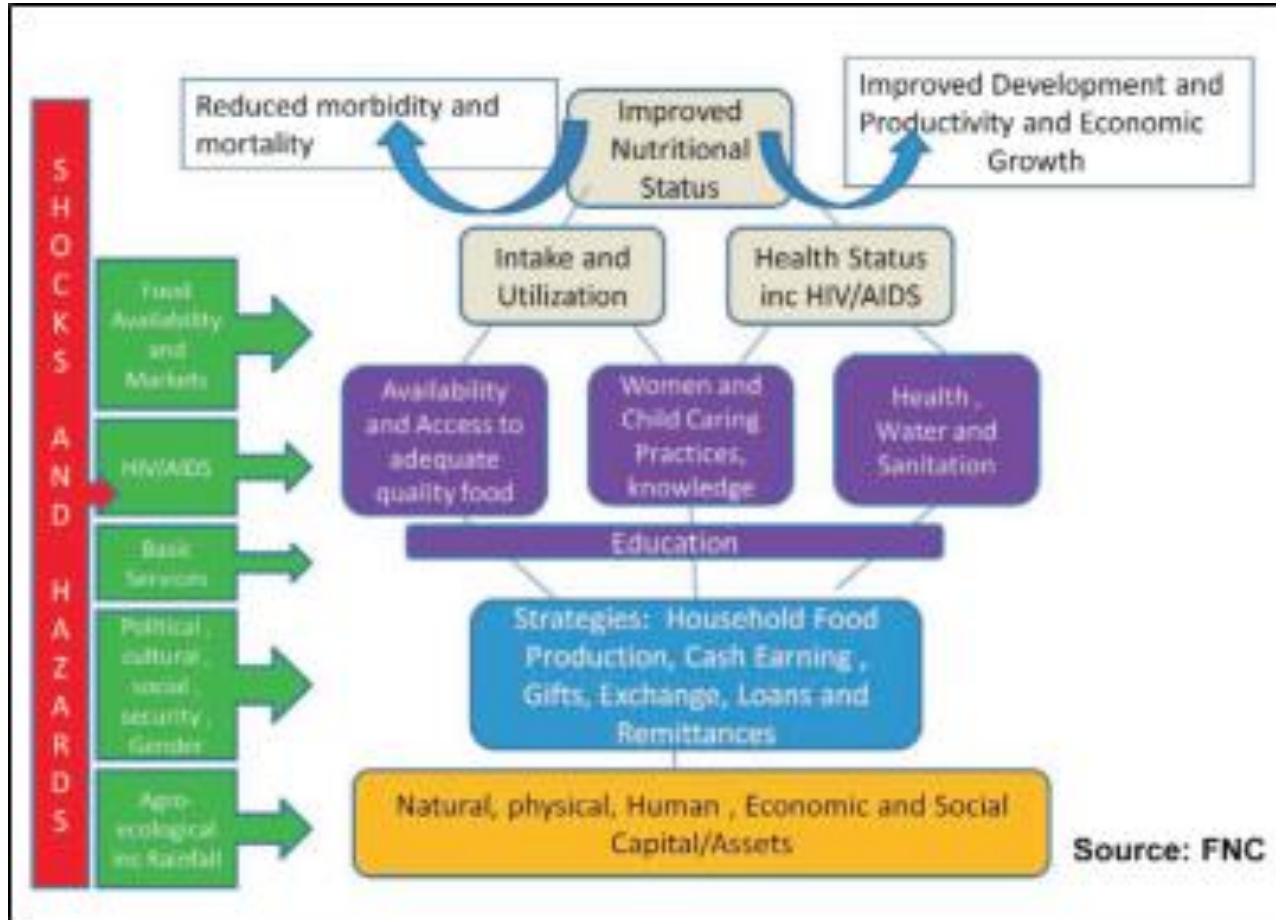 Reduced morbidity and
mortality
Improved
Nutritional
Status
Improved Development and
Productivity and Economic
Growth
Intake and
Utilization
Health Status
inc HIV/AIDS
SHOCKS AND HAZARDS
Food
Availability
and
Markets
HIV/AIDS
Basic
Services
Political ,
cultural ,
social ,
security ,
Gender
Agro-
ecological
inc Rainfall
Availability
and Access to
adequate
quality food
Women and
Child Caring
Practices,
knowledge
Health ,
Water and
Sanitation
Education
Strategies: Household Food
Production, Cash Earning ,
Gifts, Exchange, Loans and
Remittances
Natural, physical, Human , Economic and Social
Capital/Assets
Source: FNC